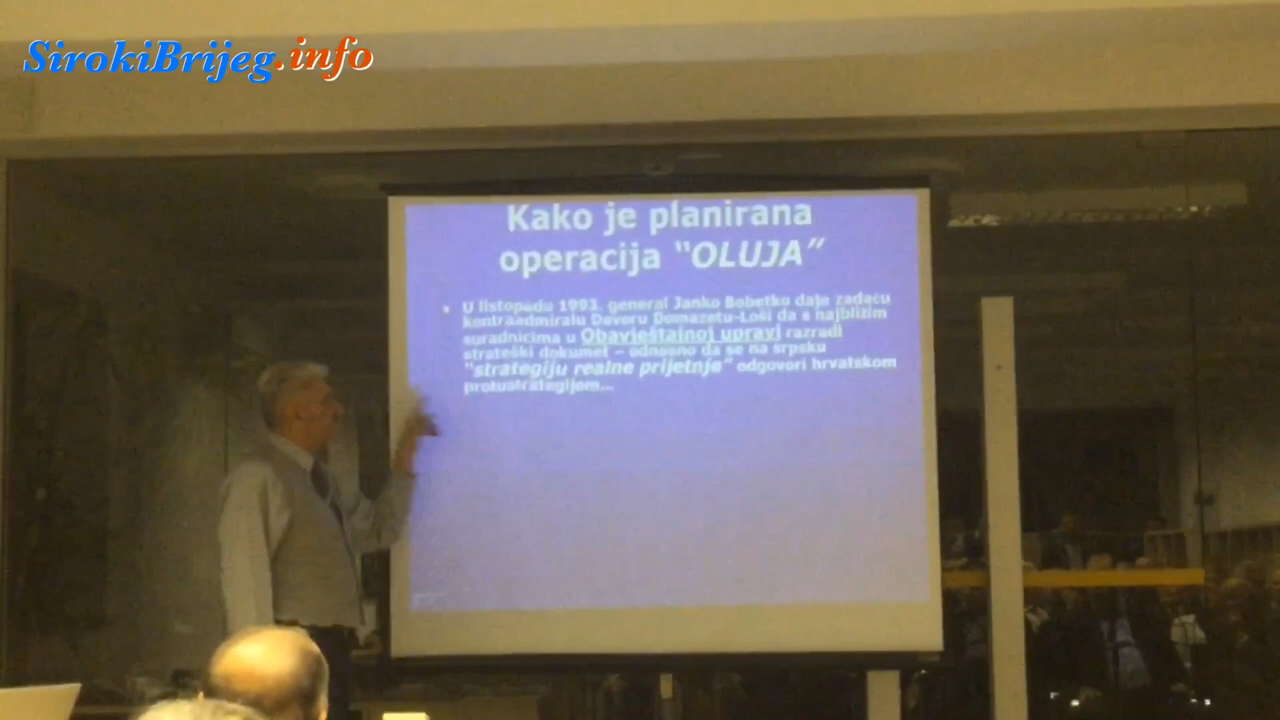 SirokiBrijeg.info
Kako je planirana
operacija "OLUJA"
• U listopadu 1993. general Janko Bobetko daje zadaću
kontraadmiralu Davoru Domazetu-Loši da s najbližim
suradnicima u Obavještajnoj upravi razradi
strateški dokumet – odnosno da se na srpsku
"strategiju realne prijetnje" odgovori hrvatskom
protustrategijom...